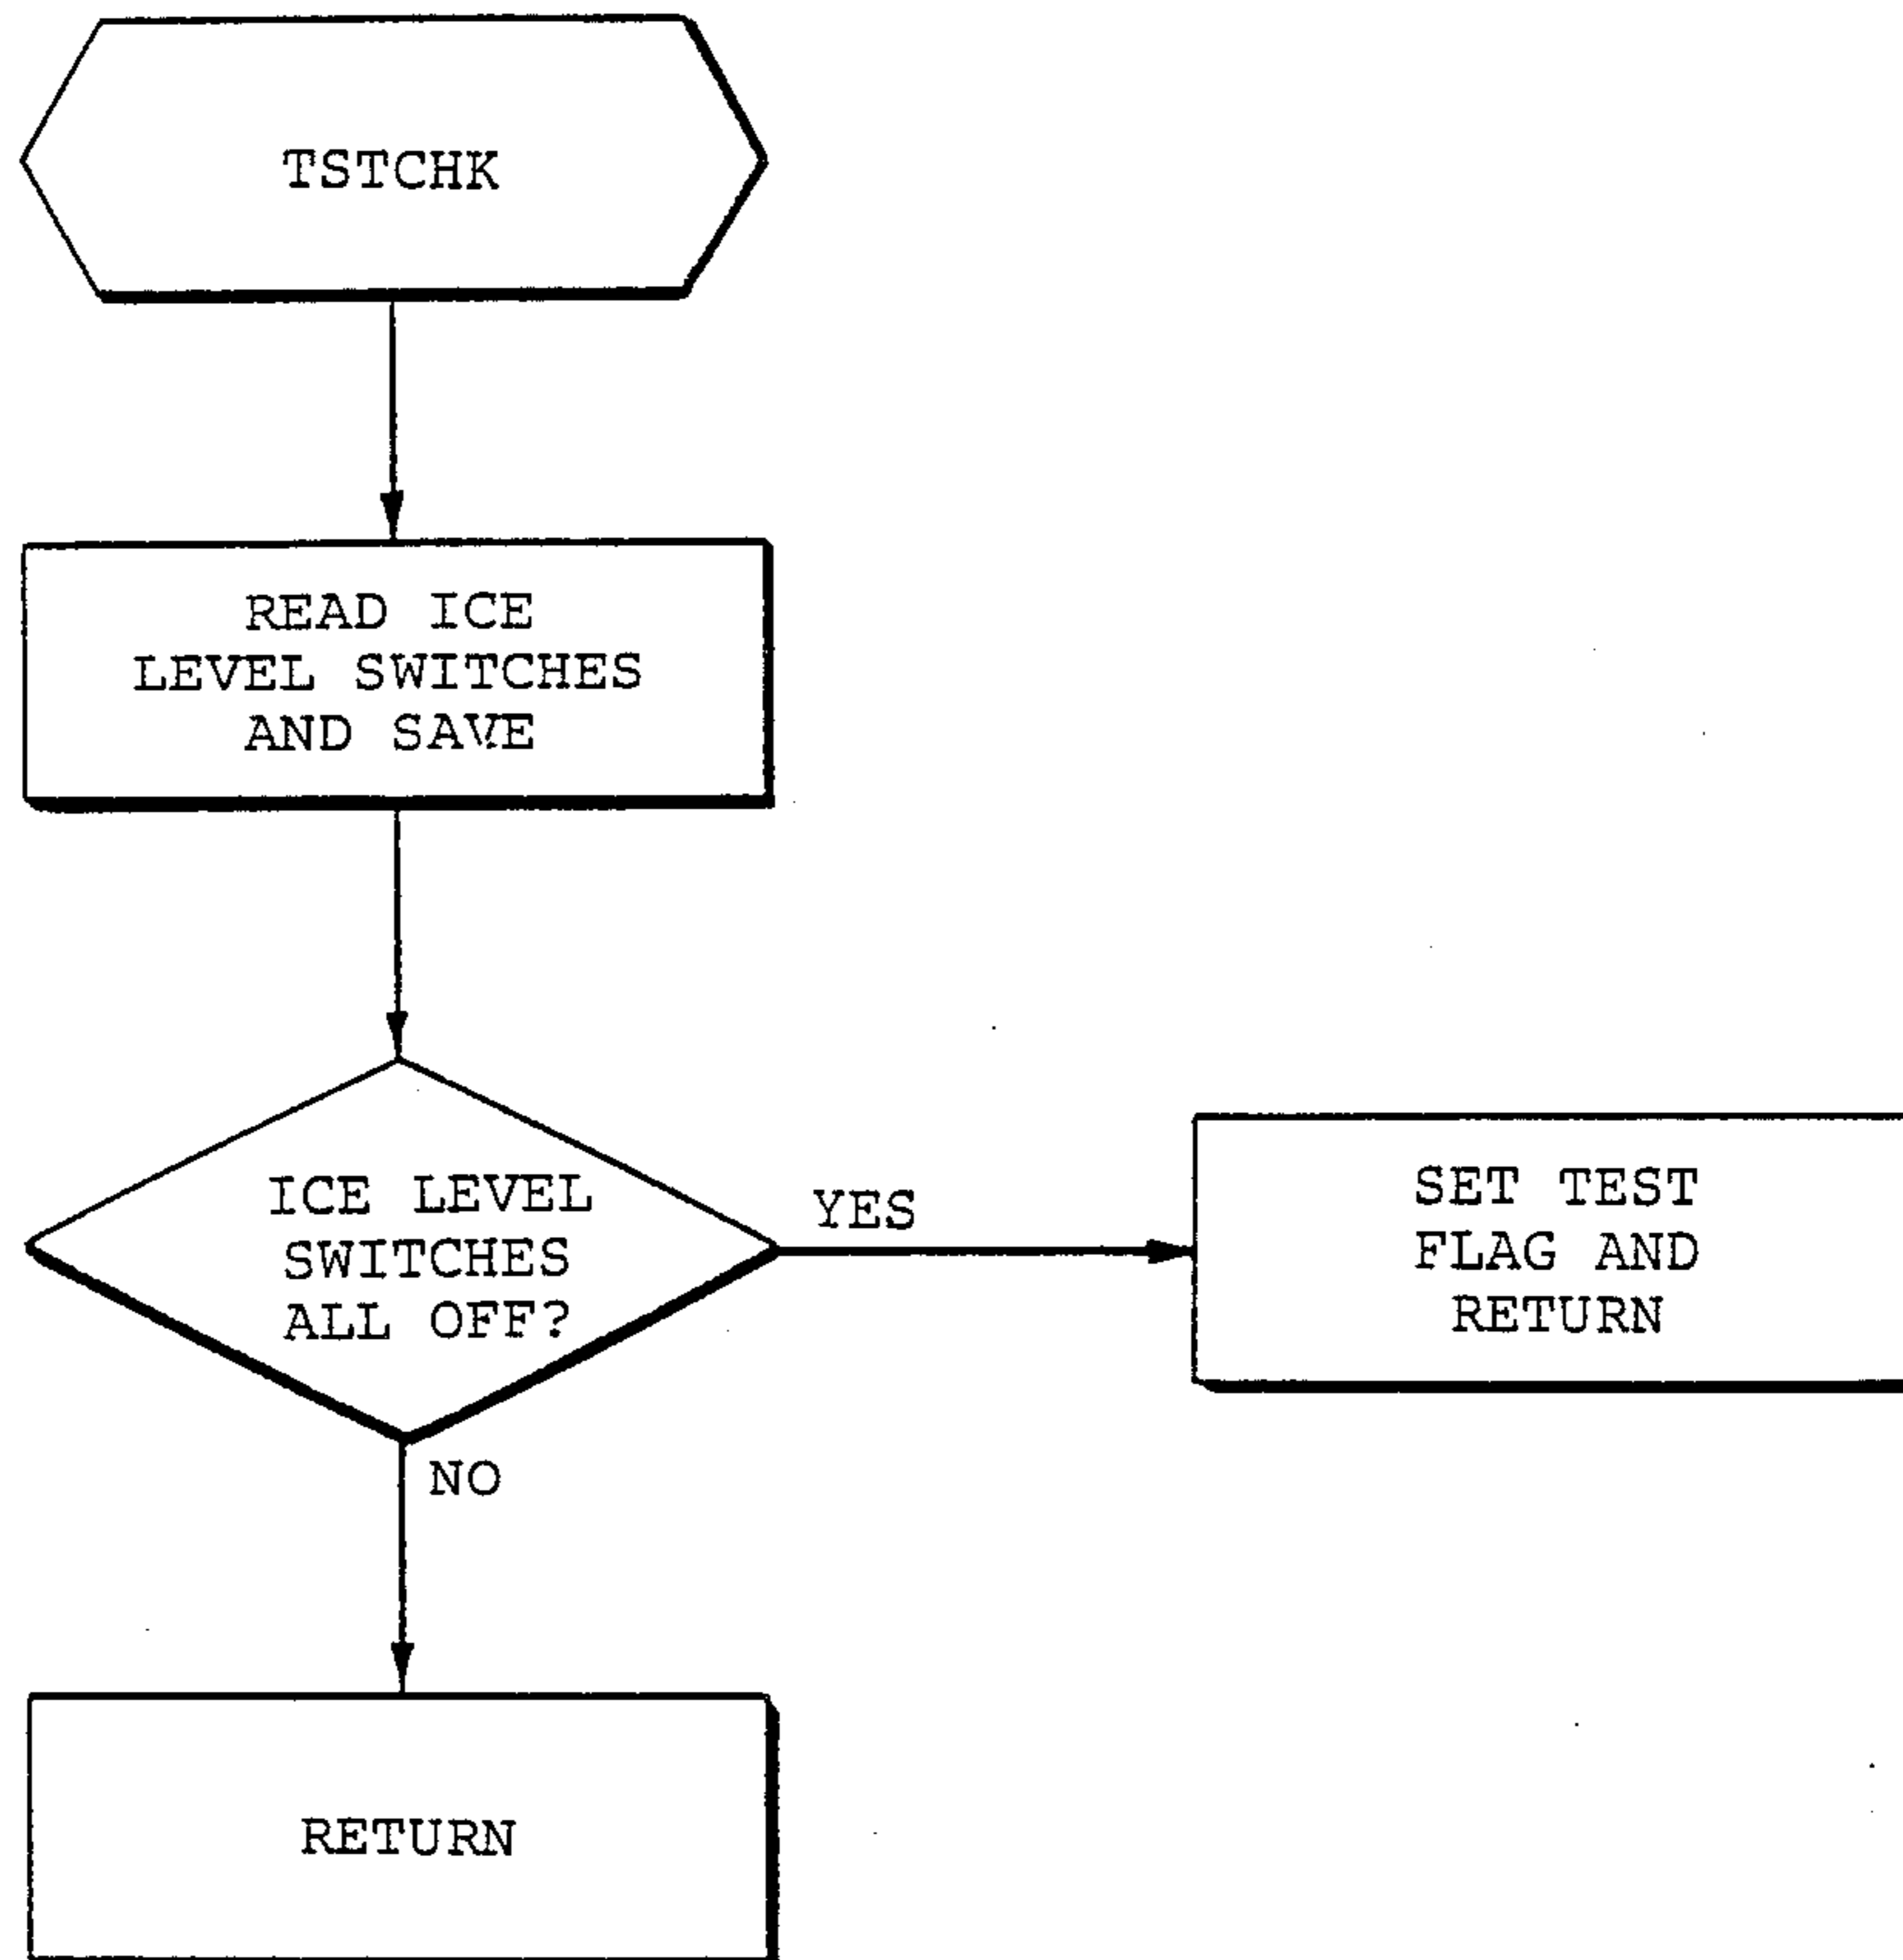 TSTCHK
READ ICE
LEVEL SWITCHES
AND SAVE
ICE LEVEL
SWITCHES
ALL OFF?
YES
SET TEST
FLAG AND
RETURN
NO
RETURN